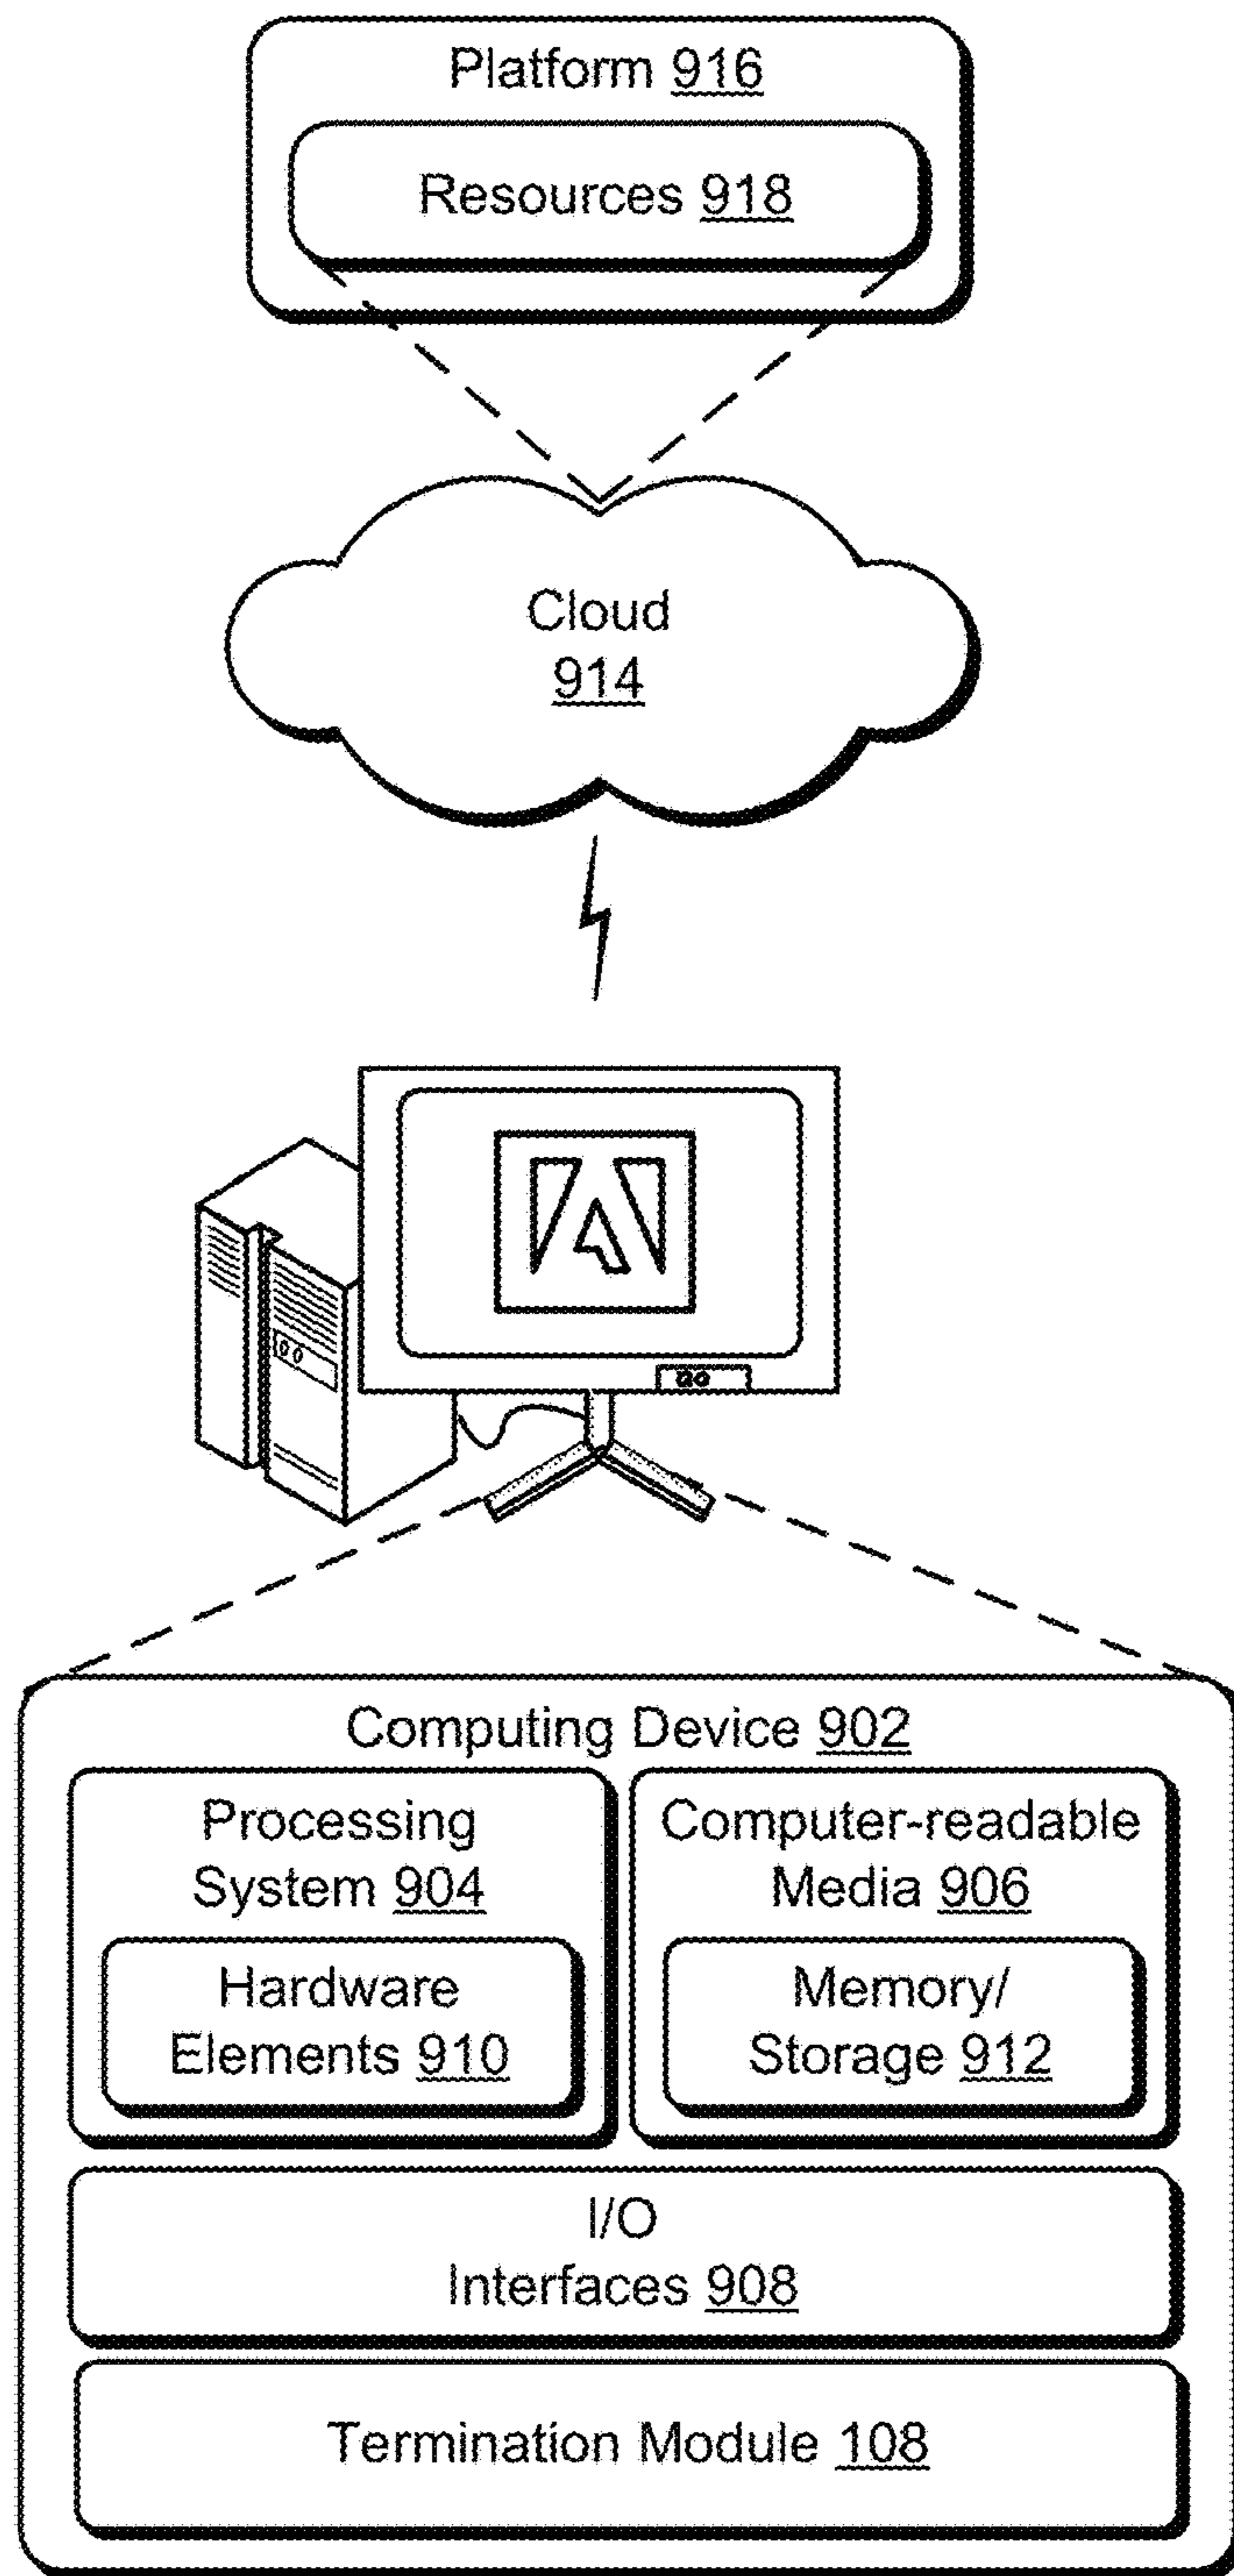 Platform 916
Resources 918
Cloud
914
Computing Device 902
Processing
System 904
Hardware
Elements 910
Computer-readable
Media 906
Memory/
Storage 912
I/O
Interfaces 908
Termination Module 108